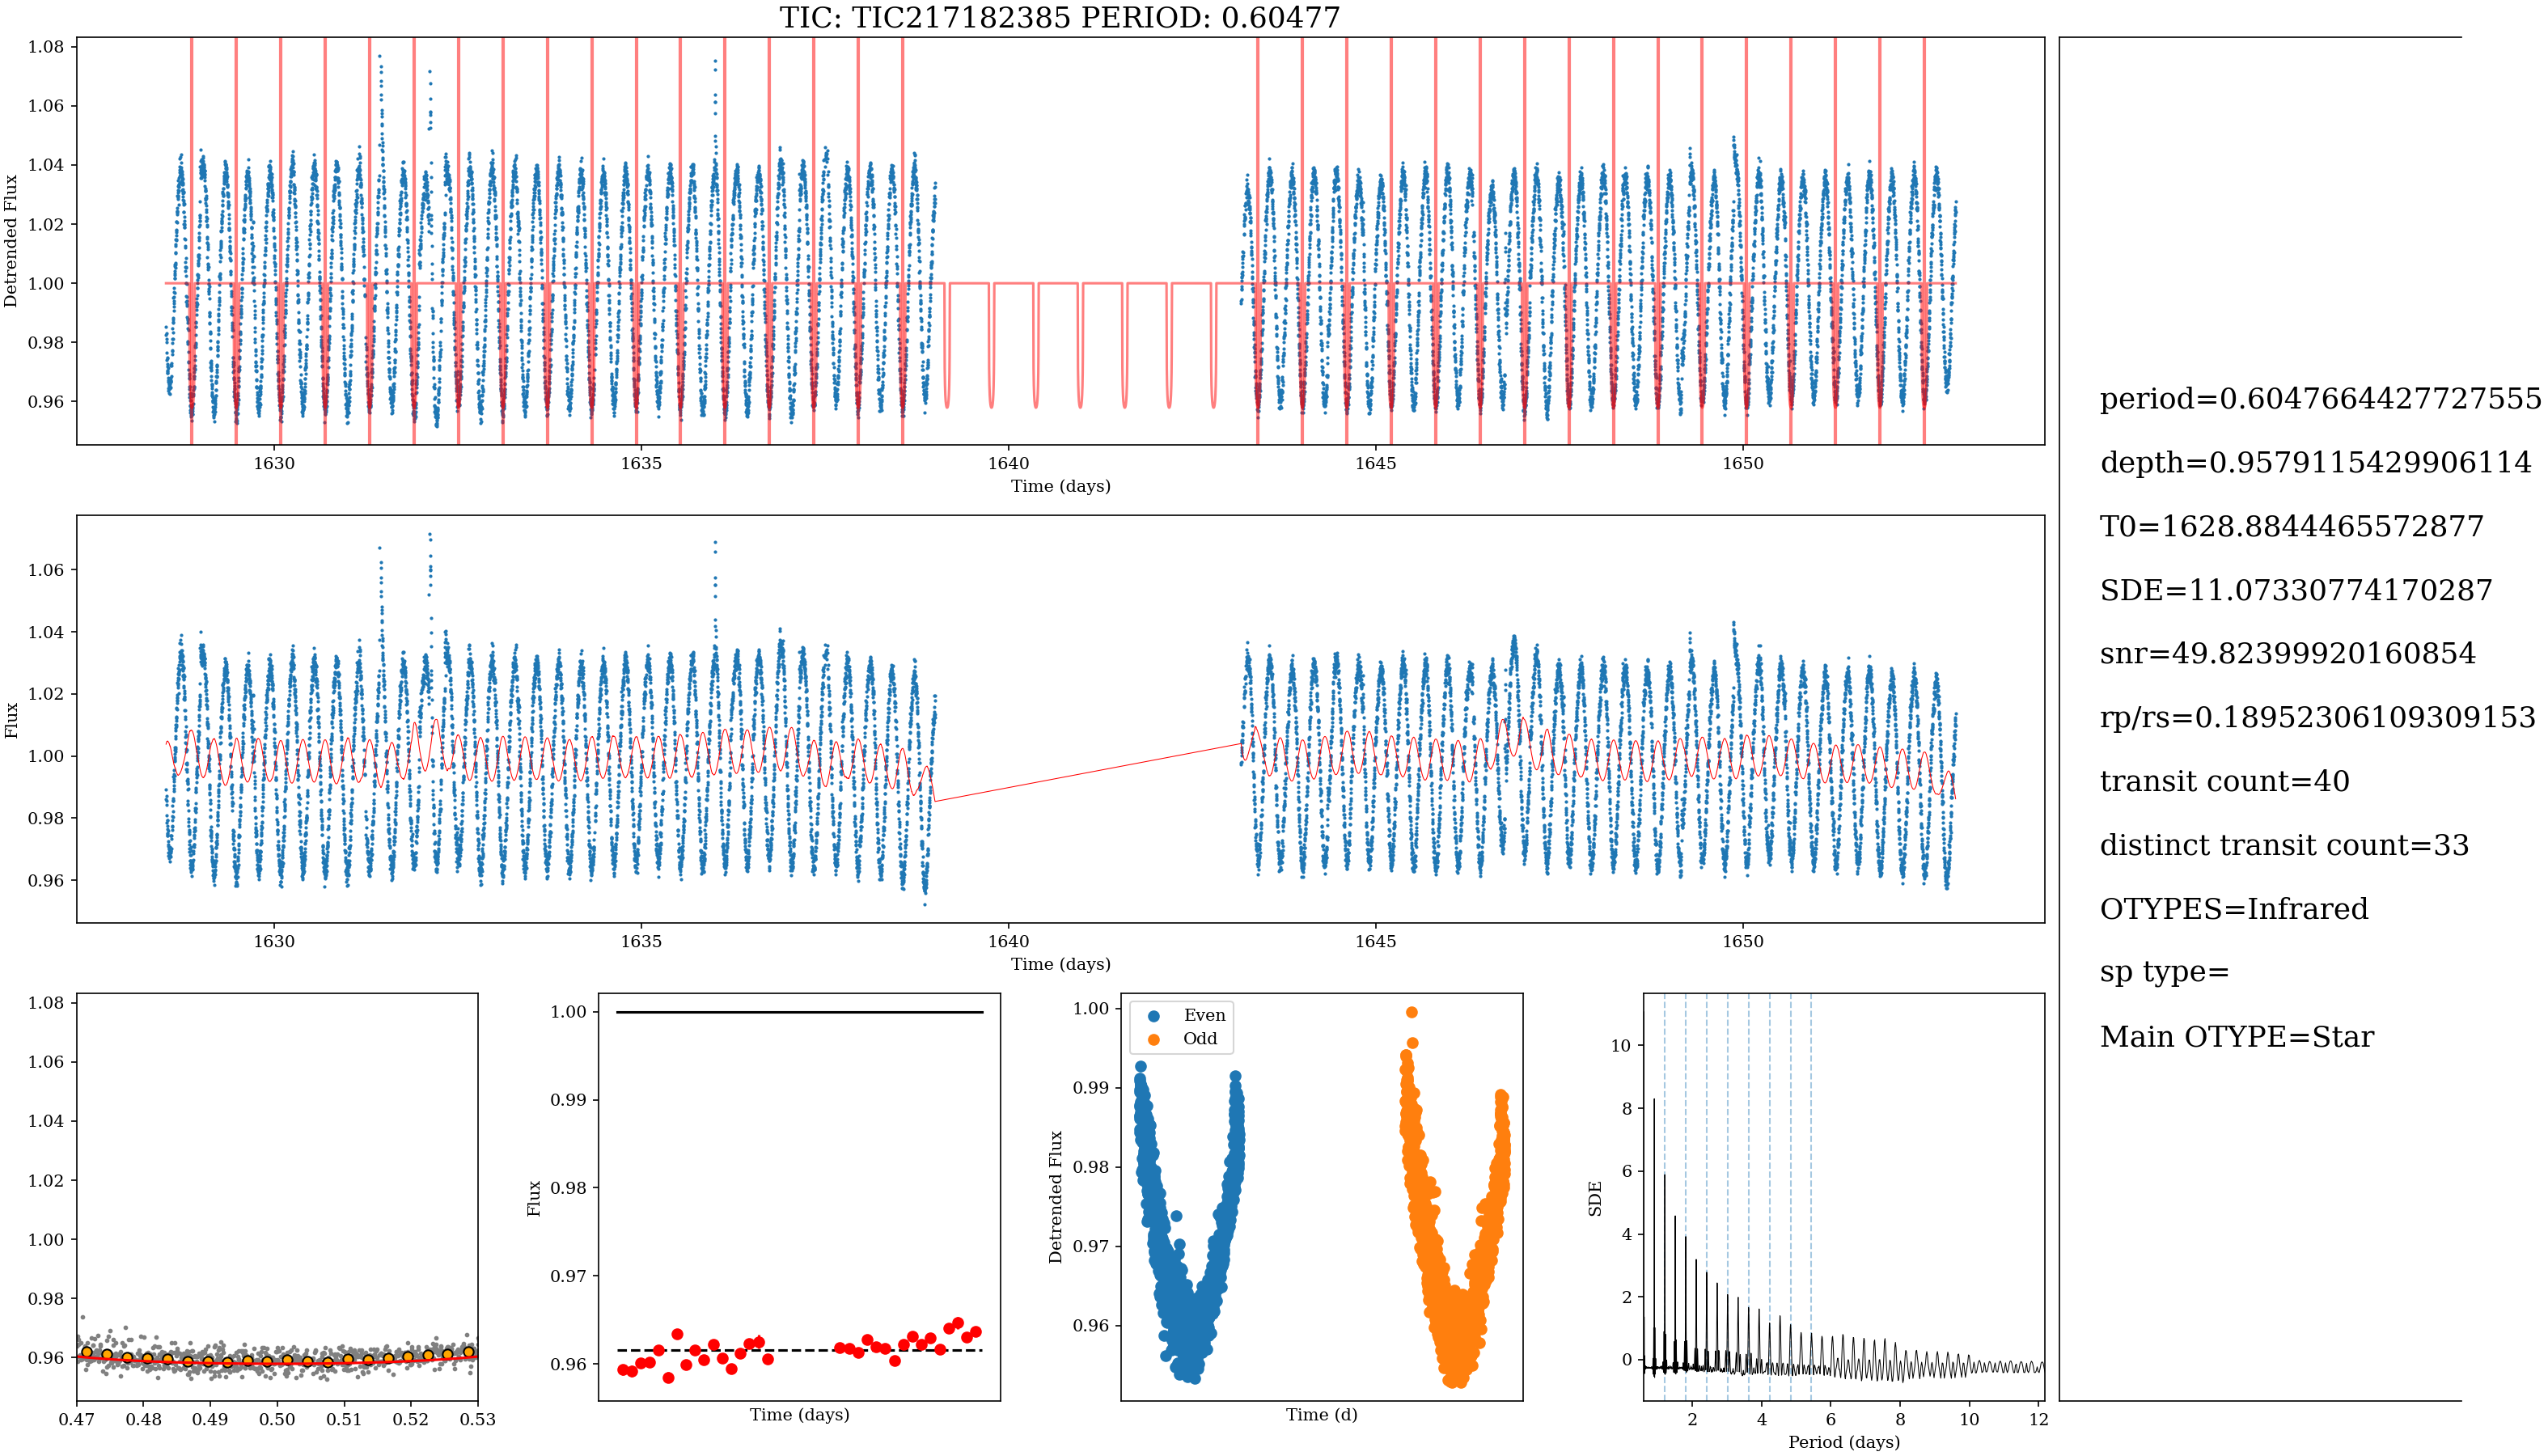 TIC: TIC217182385 PERIOD: 0.60477
1.08
1.06
1.04
1.02
1.00
0.98
0.96
Detrended Flux
1630
1635
1640
1645
1650
Time (days)
1.06
1.04
1.02
1.00
0.98
0.96
Flux
1630
1635
1640
1645
1650
Time (days)
1.08
1.06
1.04
1.02
1.00
0.98
0.96
0.47
0.48
0.49
0.50
0.51
0.52
0.53
1.00
0.99
0.98
0.97
0.96
Flux
Time (days)
1.00
0.99
0.98
0.97
0.96
Detrended Flux
Even
Odd
Time (d)
10
8
6
4
2
0
SDE
2
4
6
8
10
12
Period (days)
period=0.6047664427727555
depth=0.9579115429906114
T0=1628.8844465572877
SDE=11.07330774170287
snr=49.82399920160854
rp/rs=0.18952306109309153
transit count=40
distinct transit count=33
OTYPES=Infrared
sp type=
Main OTYPE=Star